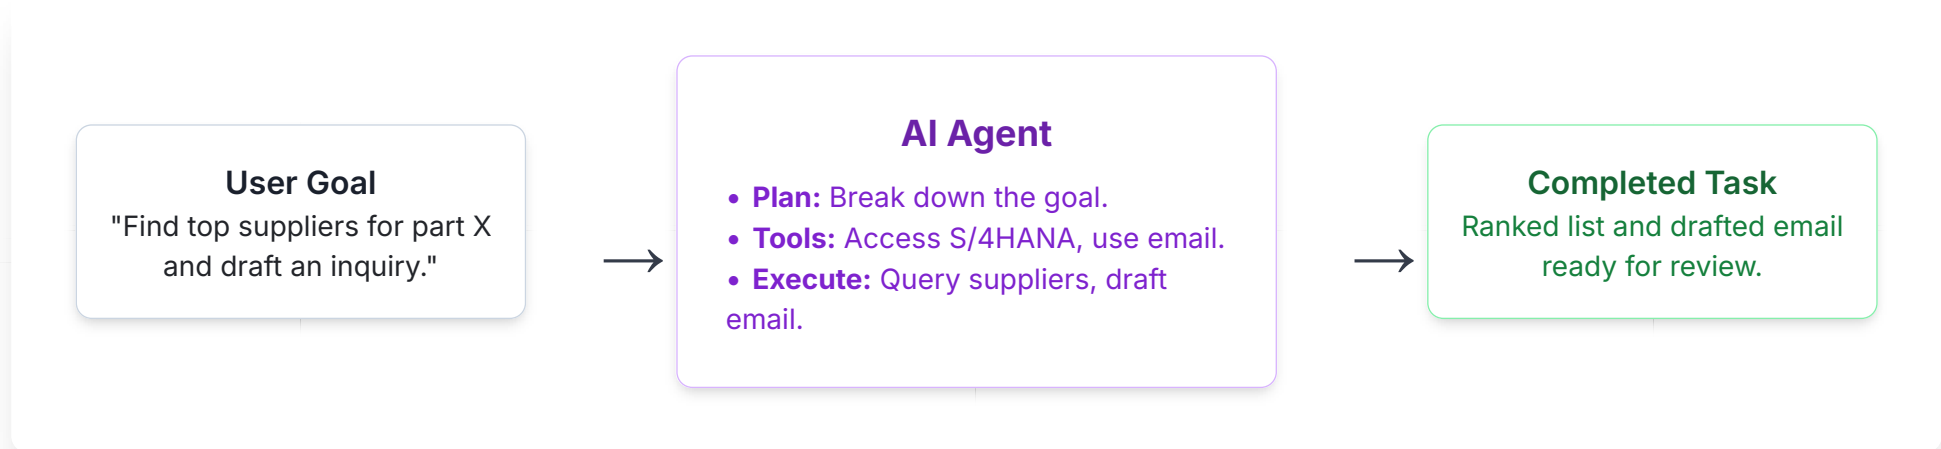 User Goal
"Find top suppliers for part X
and draft an inquiry."
→
AI Agent
• Plan: Break down the goal.
• Tools: Access S/4HANA, use email.
• Execute: Query suppliers, draft
email.
→
Completed Task
Ranked list and drafted email
ready for review.